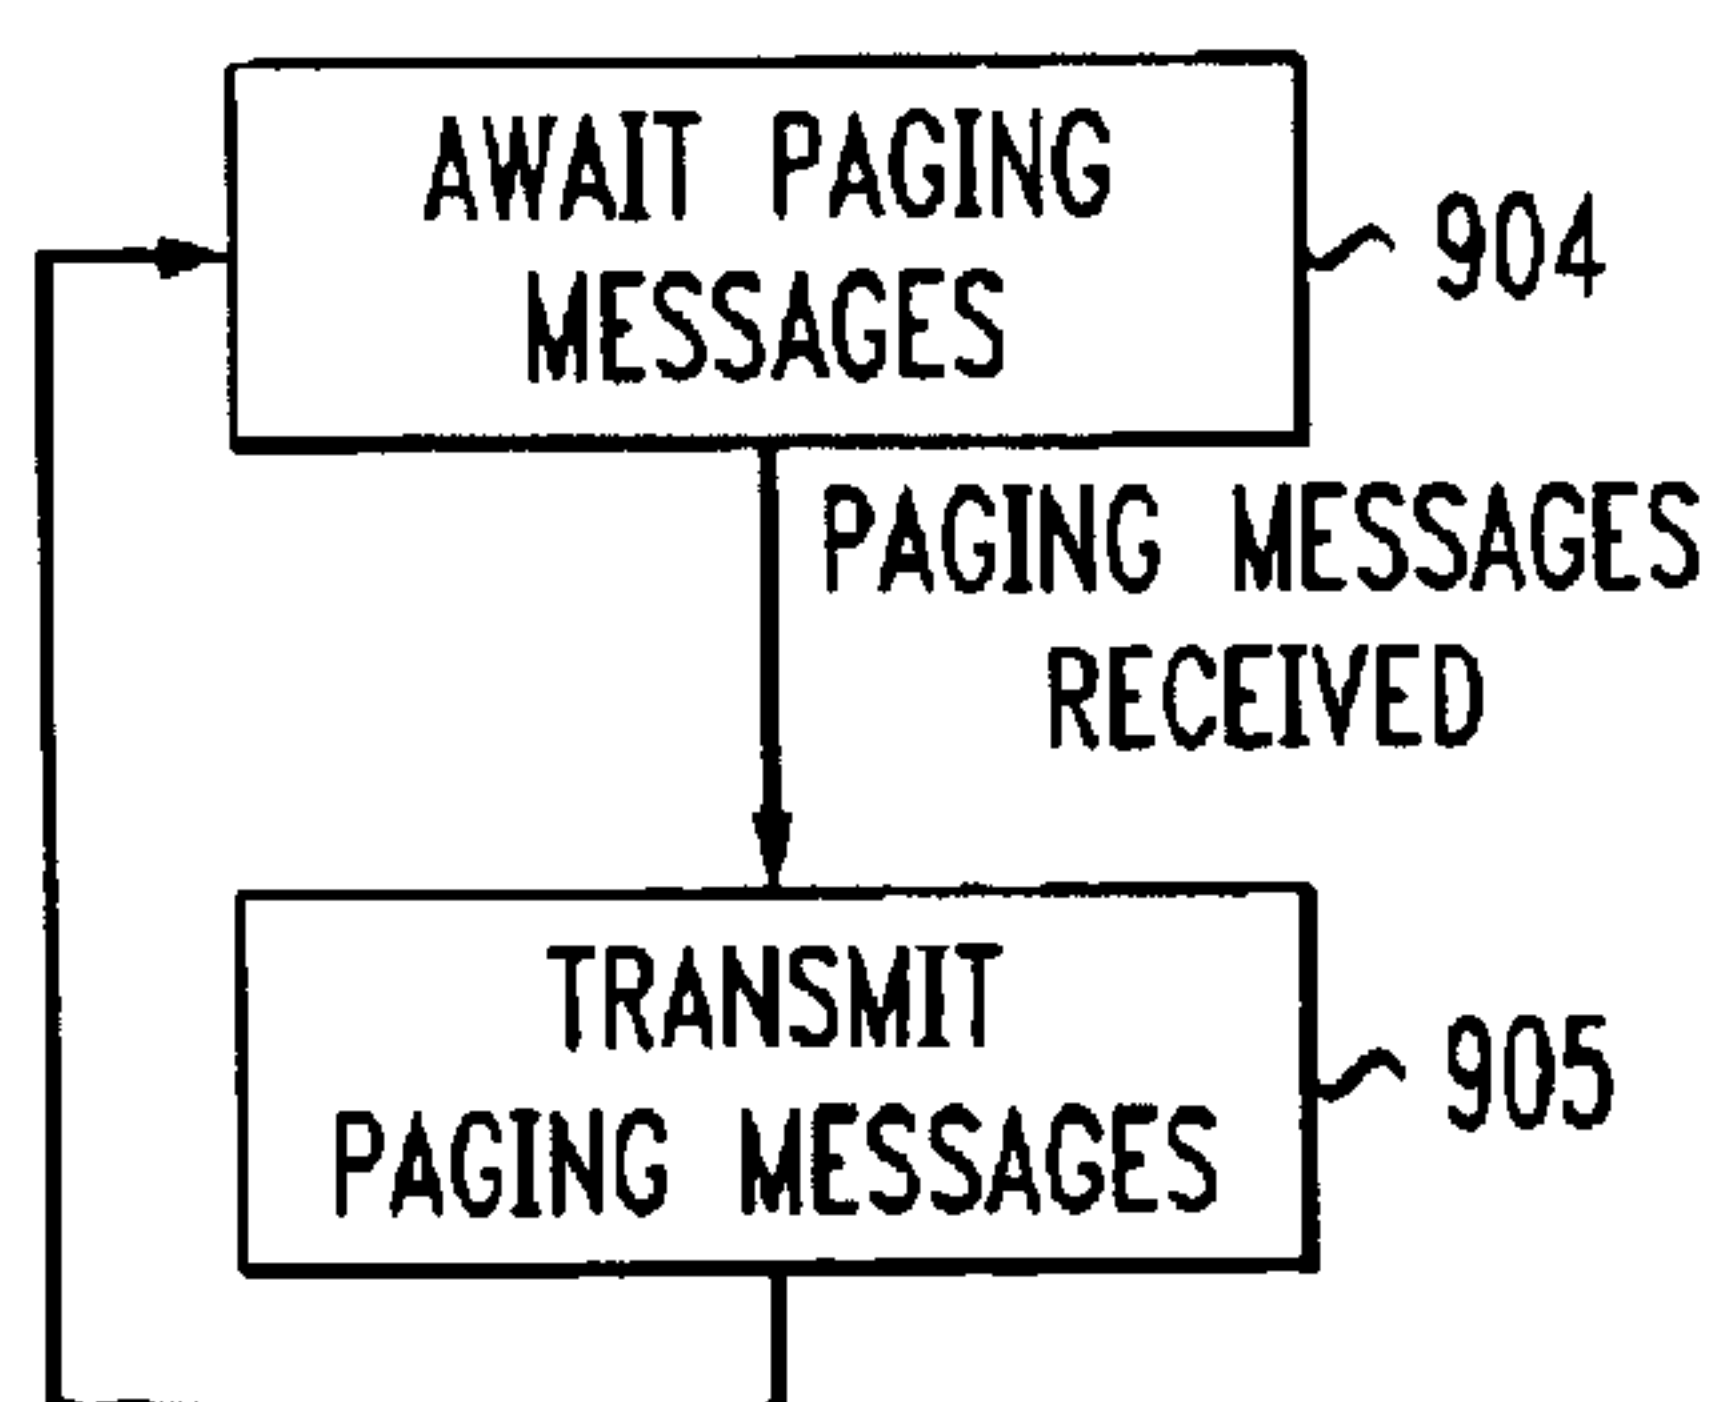 AWAIT PAGING
MESSAGES
904
PAGING MESSAGES
RECEIVED
TRANSMIT
PAGING MESSAGES
905